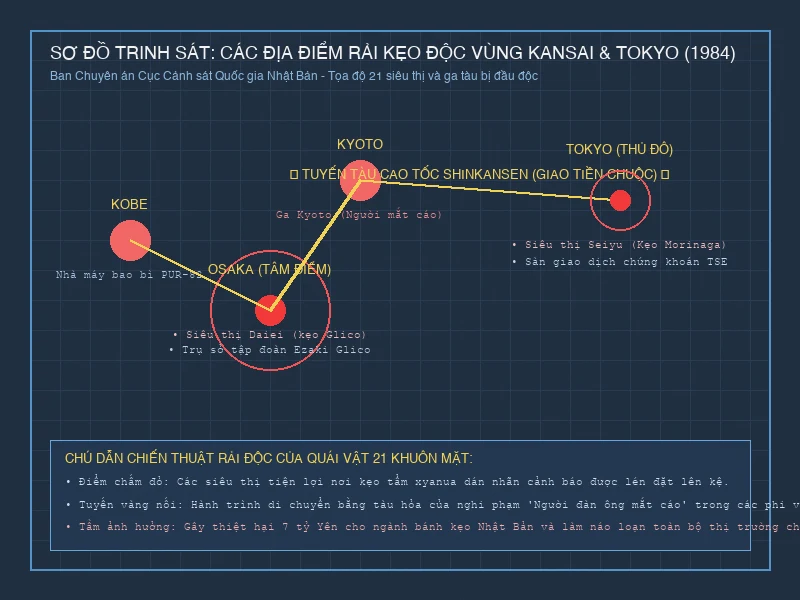 SƠ ĐỒ TRINH SÁT: CÁC ĐỊA ĐIỂM RẢI KẸO ĐỘC VÙNG KANSAI & TOKYO (1984)
Ban Chuyên án Cục Cảnh sát Quốc gia Nhật Bản - Tọa độ 21 siêu thị và ga tàu bị đầu độc
KYOTO
TOKYO (THỦ ĐÔ)
TUYẾN TÀU CAO TỐC SHINKANSEN (GIAO TIỀN CHUỘC)
KOBE
Ga Kyoto (Người mắt cáo)
• Siêu thị Seiyu (Kẹo Morinaga)
• Sàn giao dịch chứng khoán TSE
OSAKA (TÂM ĐIỂM)
Nhà máy bao bì PUR-82
• Siêu thị Daiei (kẹo Glico)
• Trụ sở tập đoàn Ezaki Glico
CHÚ DẪN CHIẾN THUẬT RẢI ĐỘC CỦA QUÁI VẬT 21 KHUÔN MẶT:
• Điểm chấm đỏ: Các siêu thị tiện lợi nơi kẹo tẩm xyanua dán nhãn cảnh báo được lén đặt lên kệ.
• Tuyến vàng nối: Hành trình di chuyển bằng tàu hỏa của nghi phạm 'Người đàn ông mắt cáo' trong các phi v
• Tầm ảnh hưởng: Gây thiệt hại 7 tỷ Yên cho ngành bánh kẹo Nhật Bản và làm náo loạn toàn bộ thị trường ch